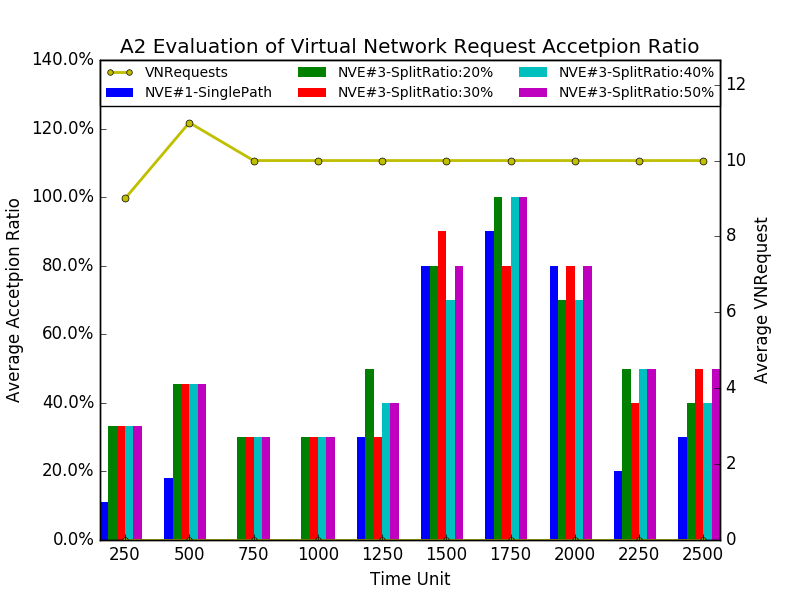 A2 Evaluation of Virtual Network Request Accetpion Ratio
VNRequests
NVE#1-SinglePath
NVE#3-SplitRatio:20%
NVE#3-SplitRatio:30%
NVE#3-SplitRatio:40%
NVE#3-SplitRatio:50%
Average Accetpion Ratio
140.0%
120.0%
100.0%
80.0%
60.0%
40.0%
20.0%
0.0%
12
10
8
6
4
2
0
Average VNRequest
250 500 750 1000 1250 1500 1750 2000 2250 2500
Time Unit